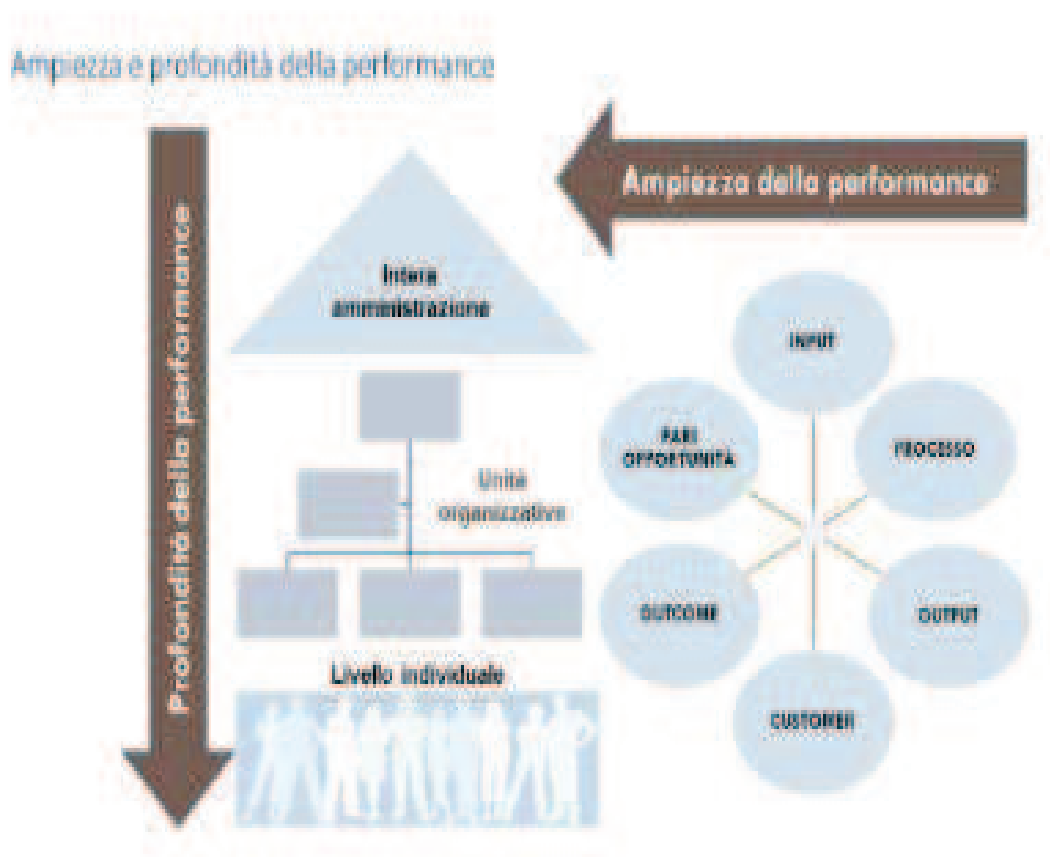 Ampiezza e profondità della performance
Ampiezza della performance
Profondità della performance
Intera
amministrazione
Unità
organizzative
Livello individuale
INPUT
PROCESSO
OUTPUT
CUSTOMER
OUTCOME
PARI
OPPORTUNITÀ